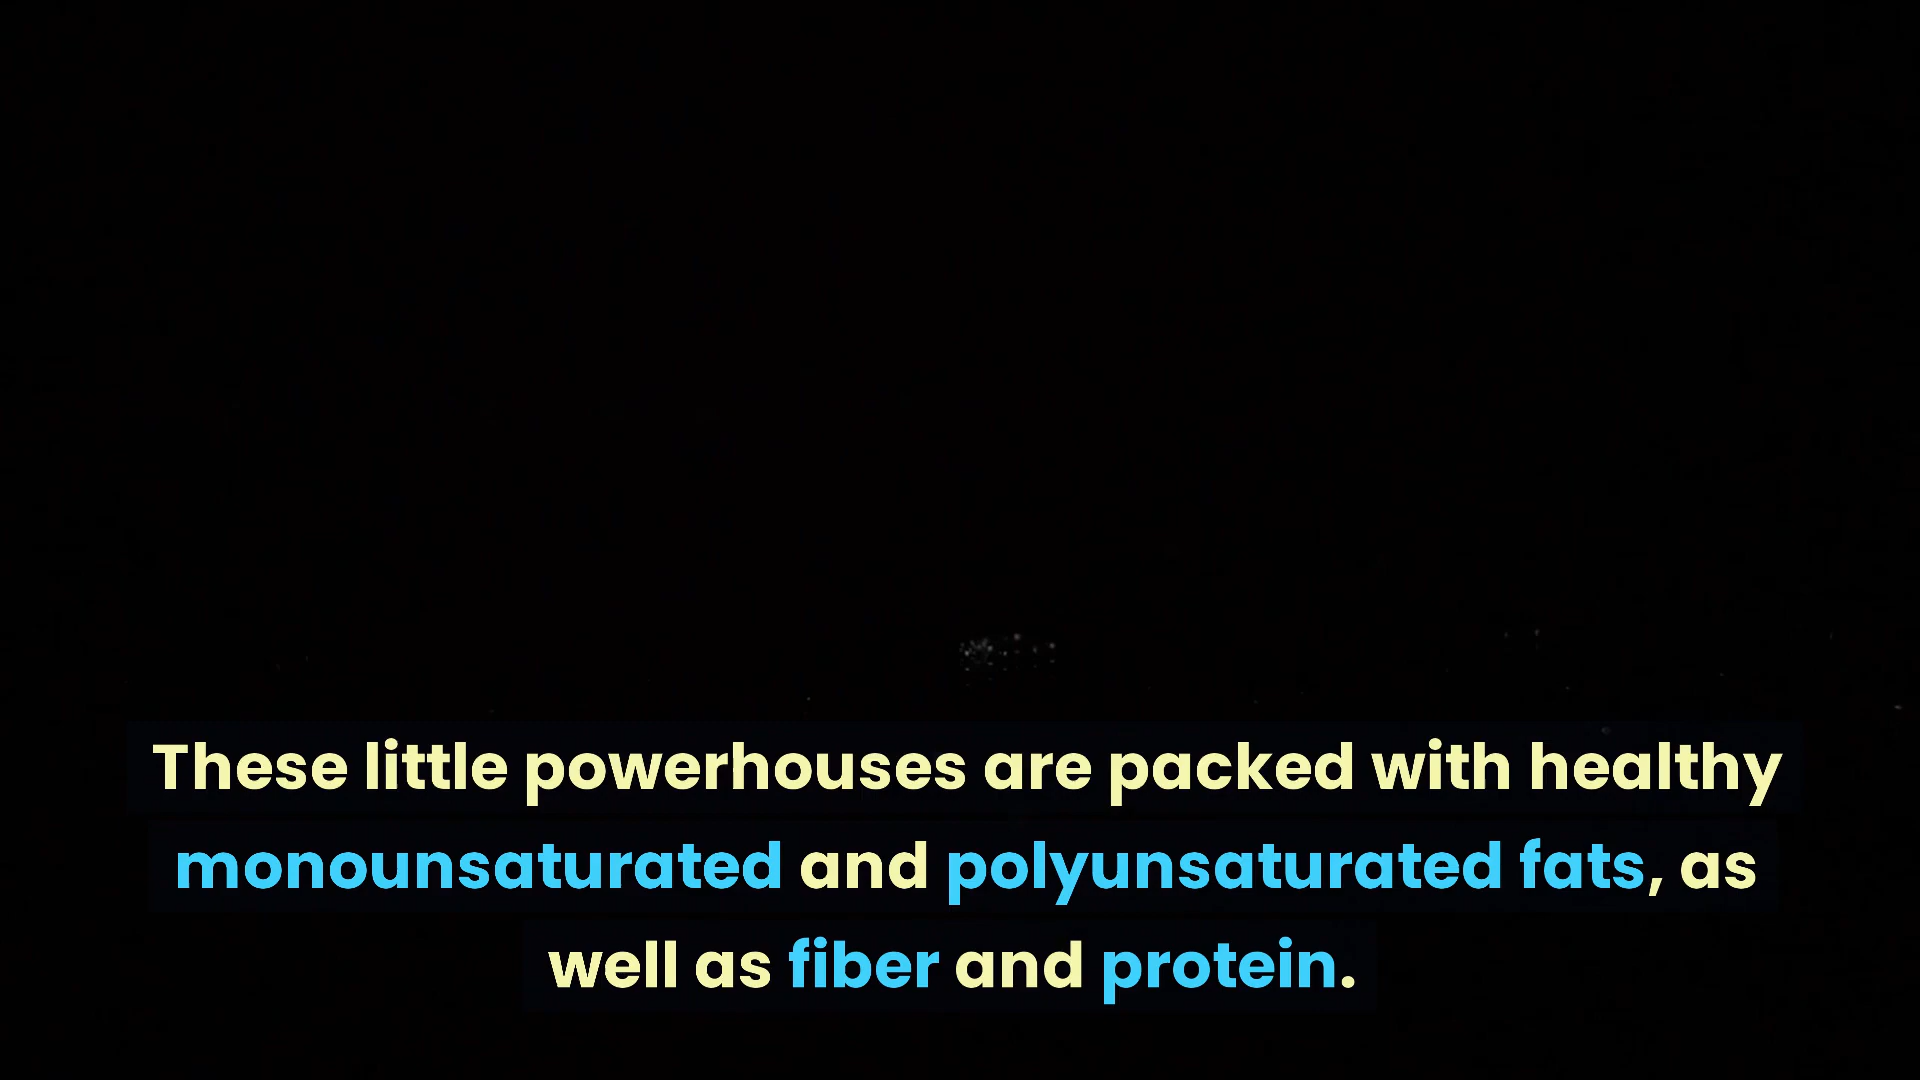 These little powerhouses are packed with healthy
monounsaturated and polyunsaturated fats, as
well as fiber and protein.